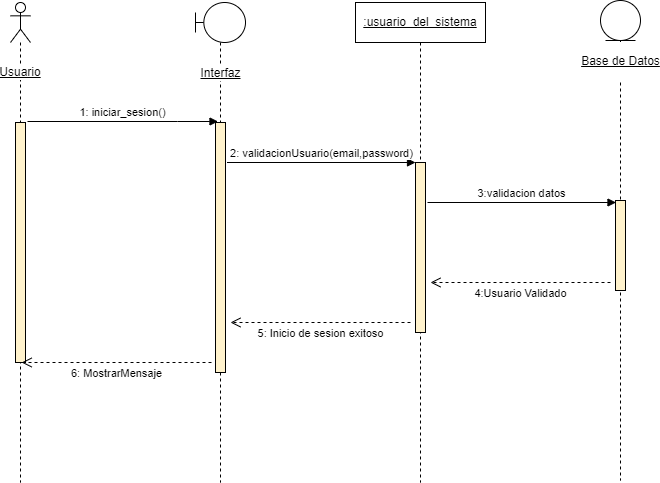 :usuario_del_sistema
Base de Datos
Usuario
Interfaz
1: iniciar_sesion()
2: validacionUsuario(email,password)
3:validacion datos
4:Usuario Validado
5: Inicio de sesion exitoso
6: MostrarMensaje